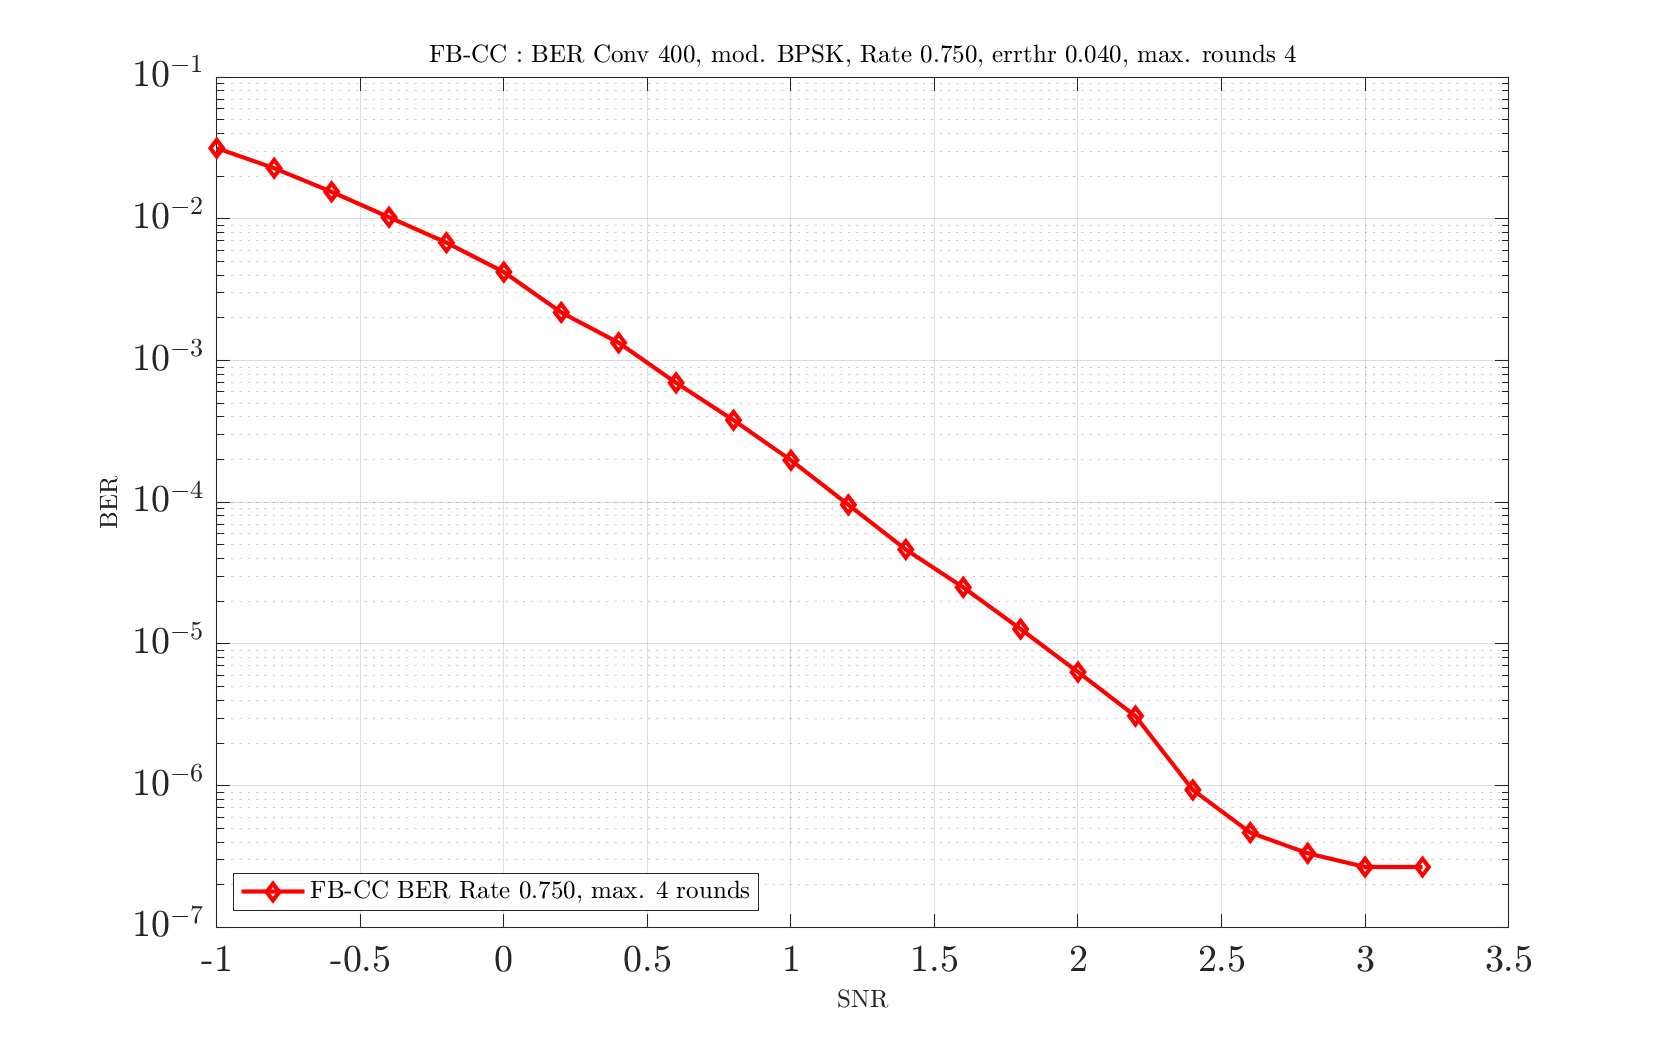 FB-CC : BER Conv 400, mod. BPSK, Rate 0.750, errthr 0.040, max. rounds 4
10^{-1}
10^{-2}
10^{-3}
10^{-4}
10^{-5}
10^{-6}
10^{-7}
BER
FB-CC BER Rate 0.750, max. 4 rounds
-1 -0.5 0 0.5 1 1.5 2 2.5 3 3.5
SNR